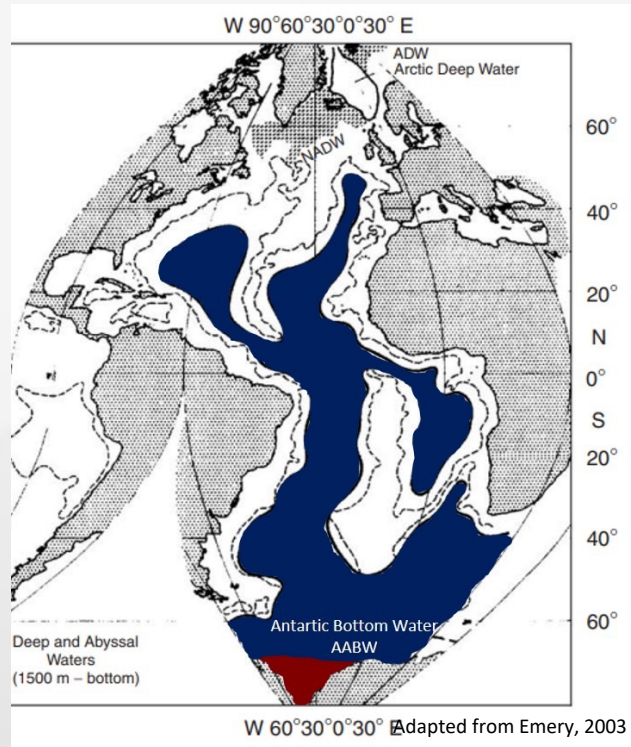 W 90°60°30°0°30° E
ADW
Arctic Deep Water
NADW
60°
40°
20°
N
0°
S
20°
40°
60°
Antartic Bottom Water
AABW
Deep and Abyssal
Waters
(1500 m – bottom)
W 60°30°0°30° E
Adapted from Emery, 2003